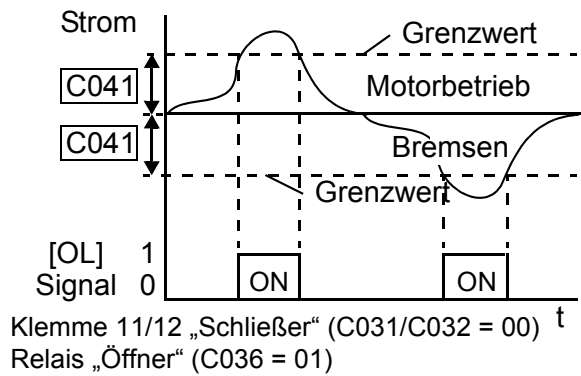 Strom
Grenzwert
C041
Motorbetrieb
C041
Bremsen
Grenzwert
[OL] 1
Signal 0
ON
ON
t
Klemme 11/12 „Schließer“ (C031/C032 = 00)
Relais „Öffner“ (C036 = 01)